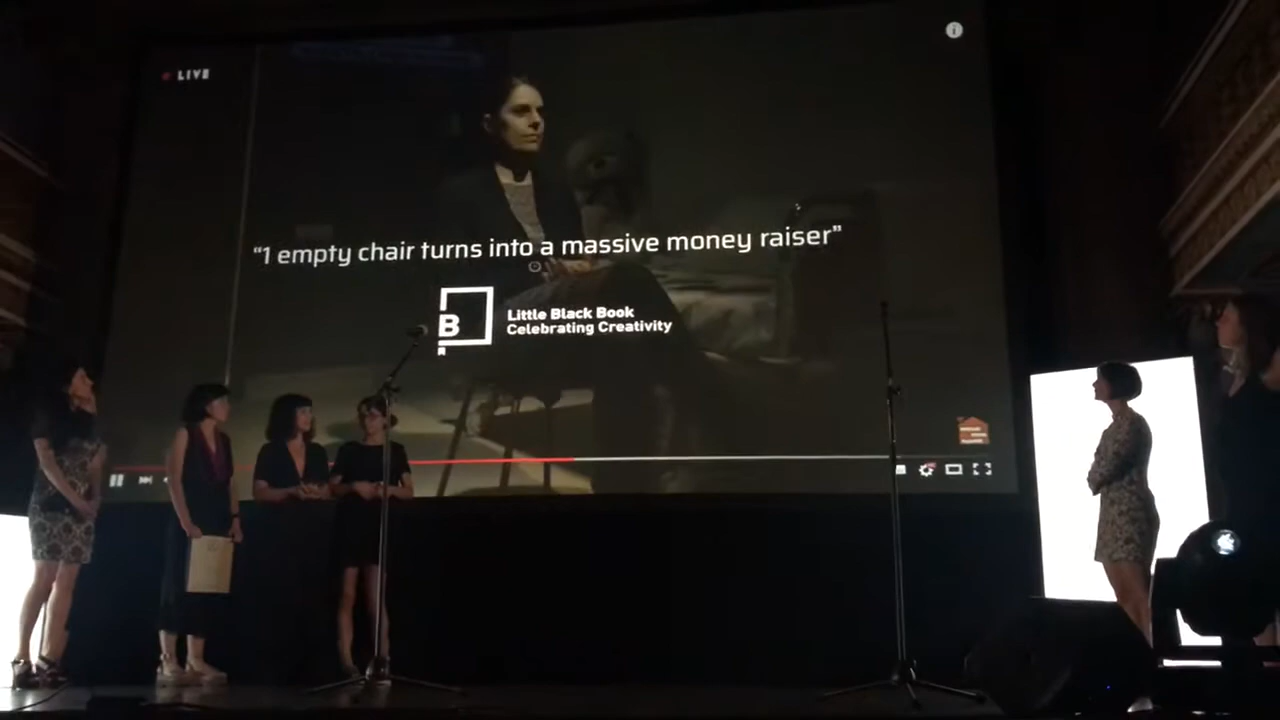 LIVE
“1 empty chair turns into a massive money raiser”
B
Little Black Book
Celebrating Creativity